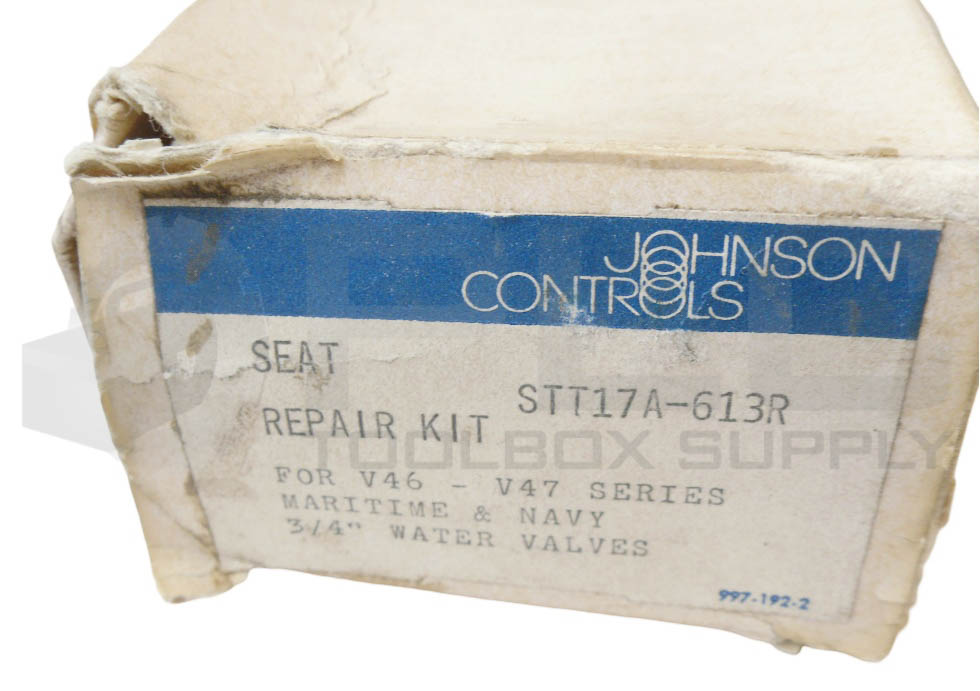 JOHNSON
CONTROLS
SEAT
STT17A-613R
REPAIR KIT
TOOLBOX SUPPLY
FOR V46 - V47 SERIES
MARITIME & NAVY
3/4" WATER VALVES
997-192-2